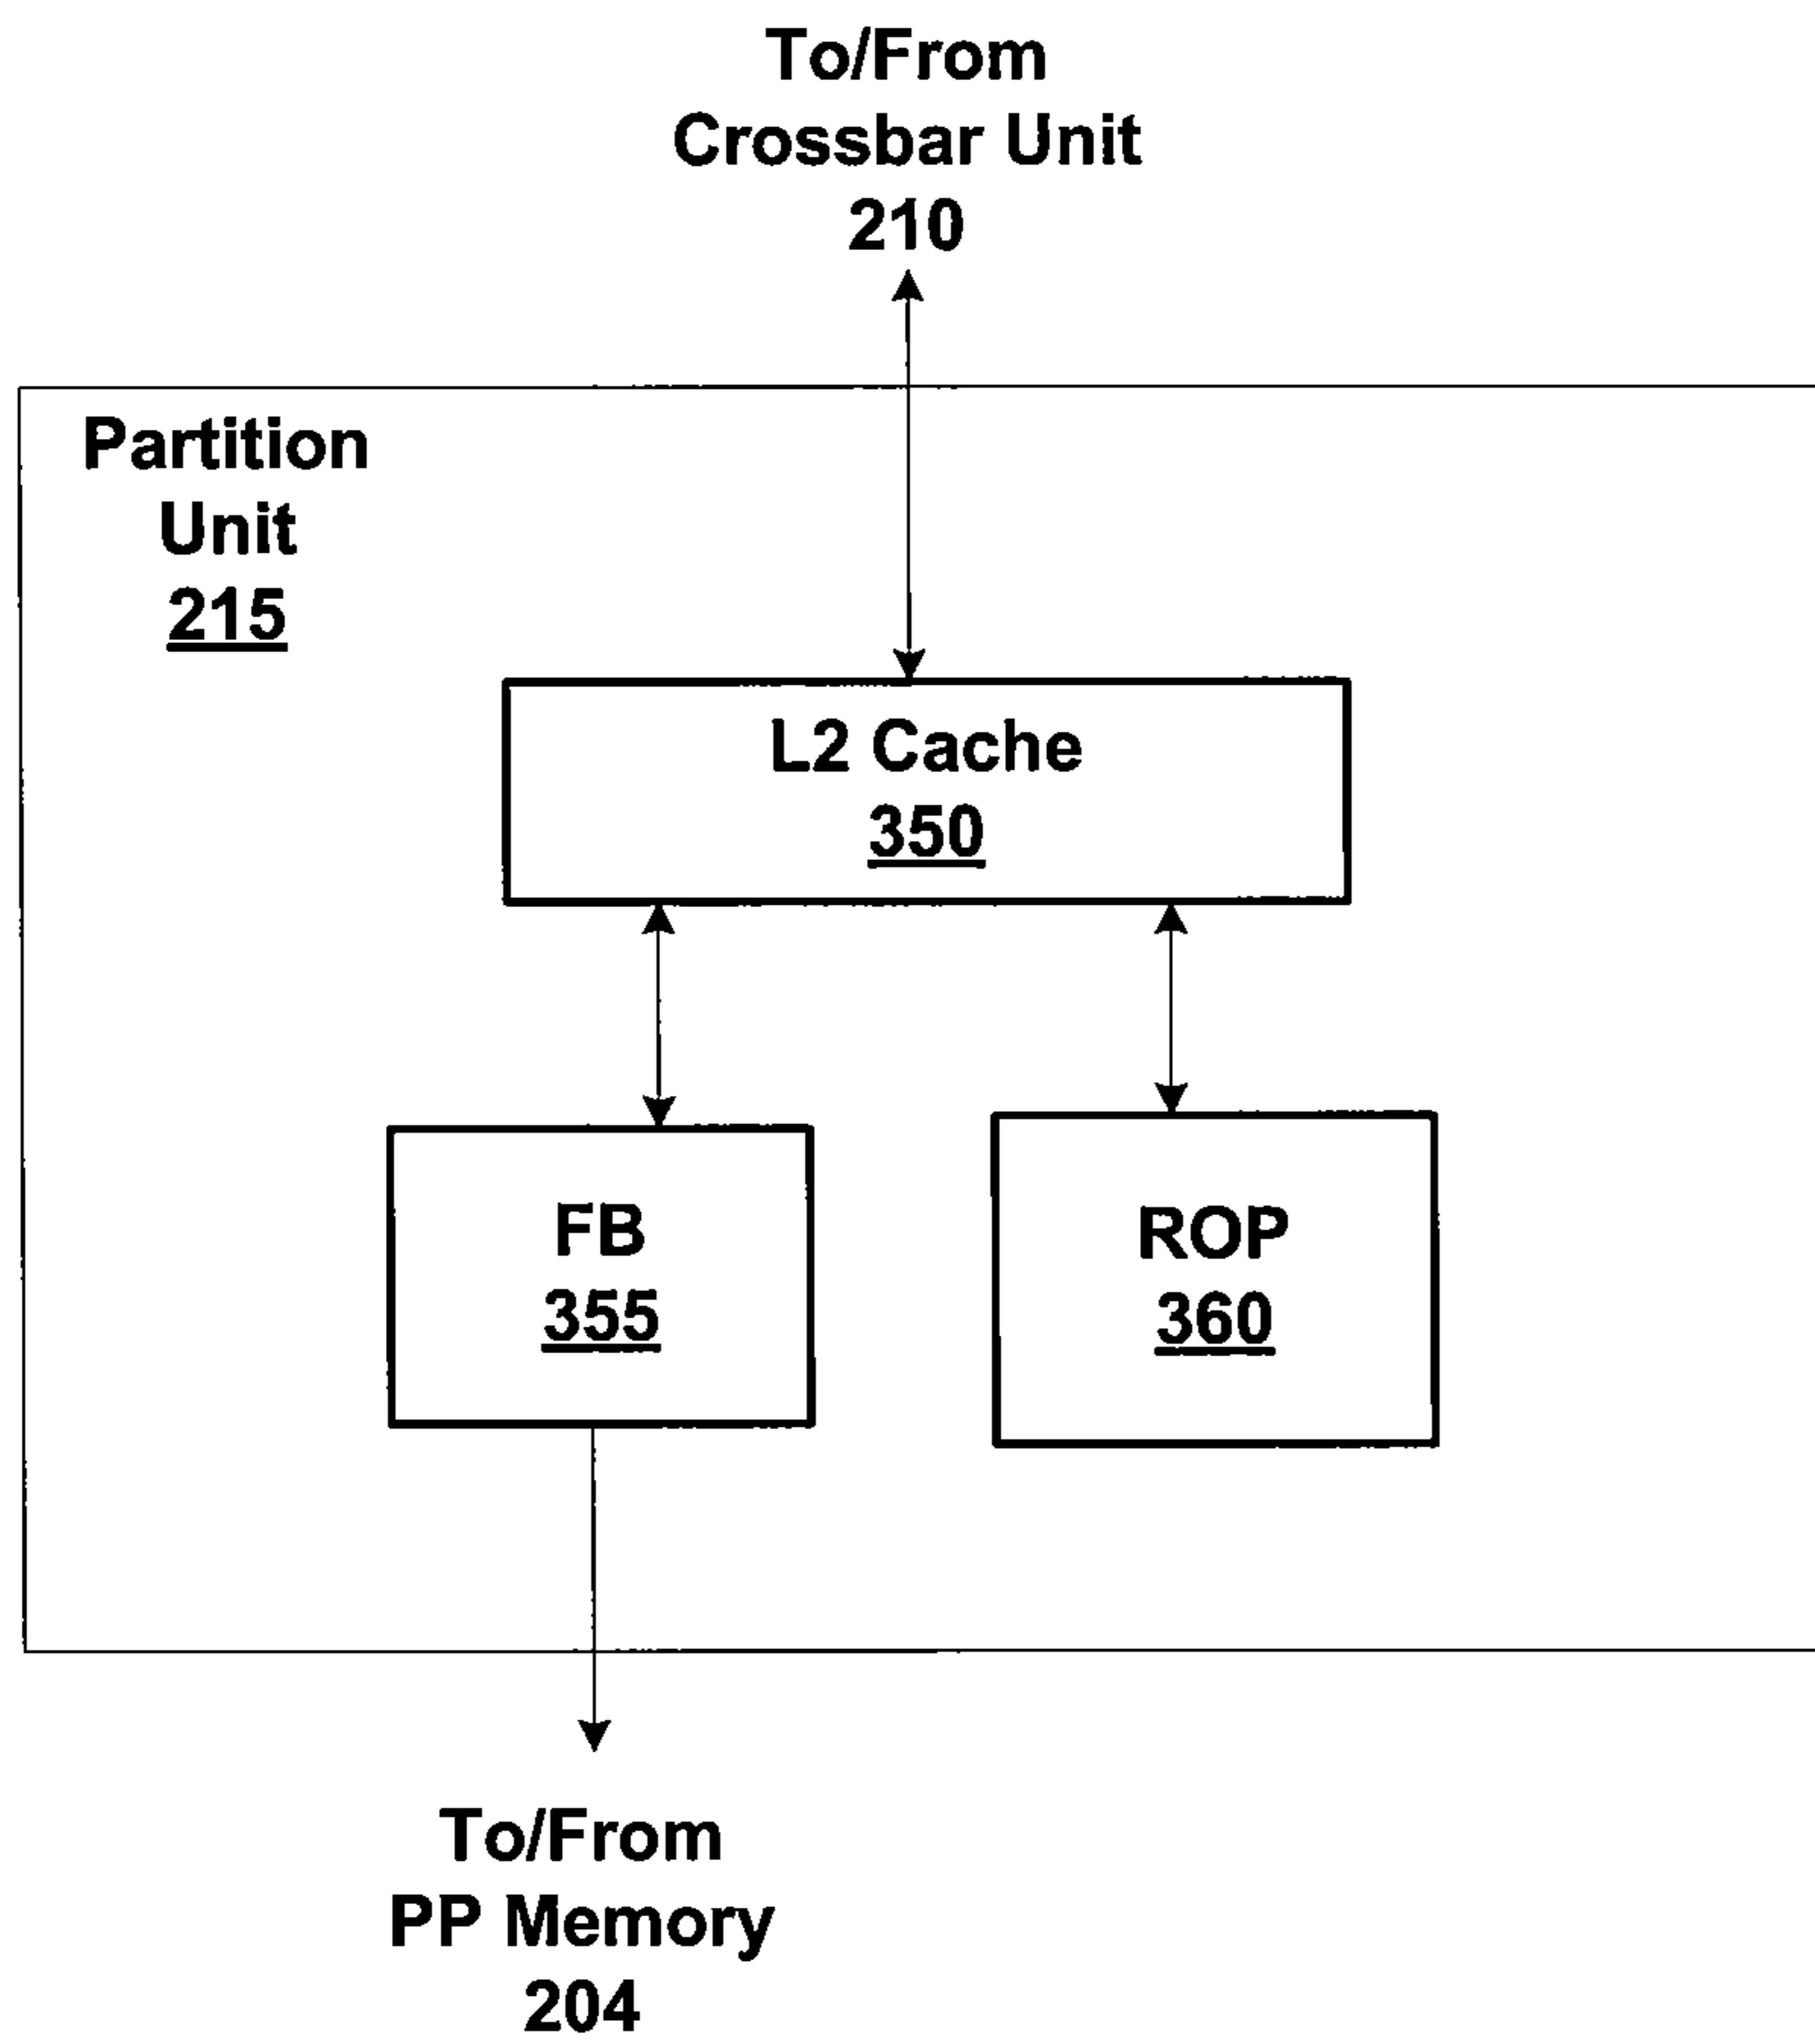 To/From
Crossbar Unit
210
Partition
Unit
215
L2 Cache
350
FB
355
ROP
360
To/From
PP Memory
204